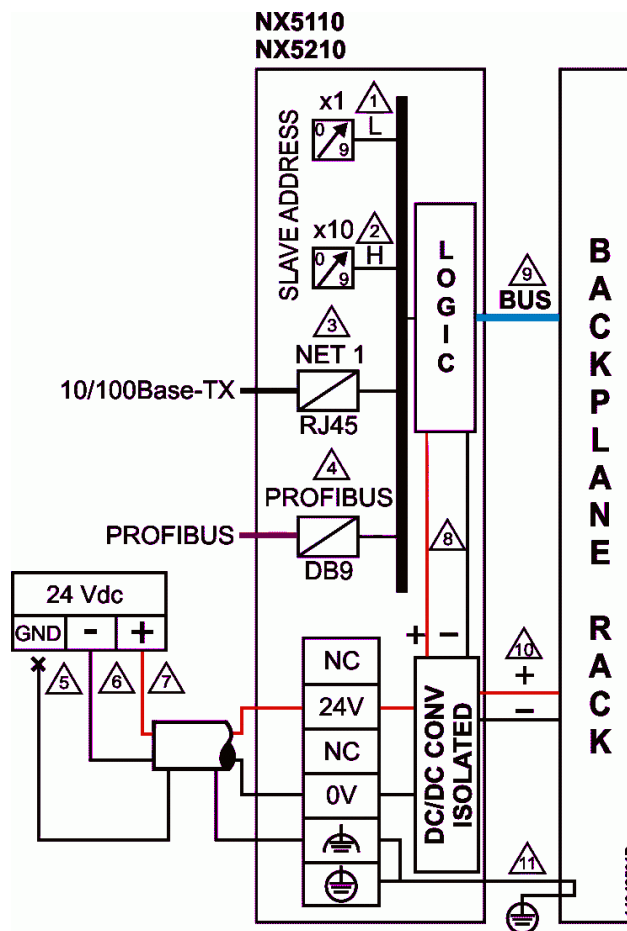 NX5110
NX5210
SLAVE ADDRESS
x1
1
L
0
9
x10
2
H
0
9
3
NET 1
10/100Base-TX
RJ45
4
PROFIBUS
PROFIBUS
DB9
LOGIC
9
BUS
BACKPLANE RACK
8
24 Vdc
GND
-
+
5
6
7
+
-
NC
24V
NC
0V
DC/DC CONV
ISOLATED
10
+
-
11